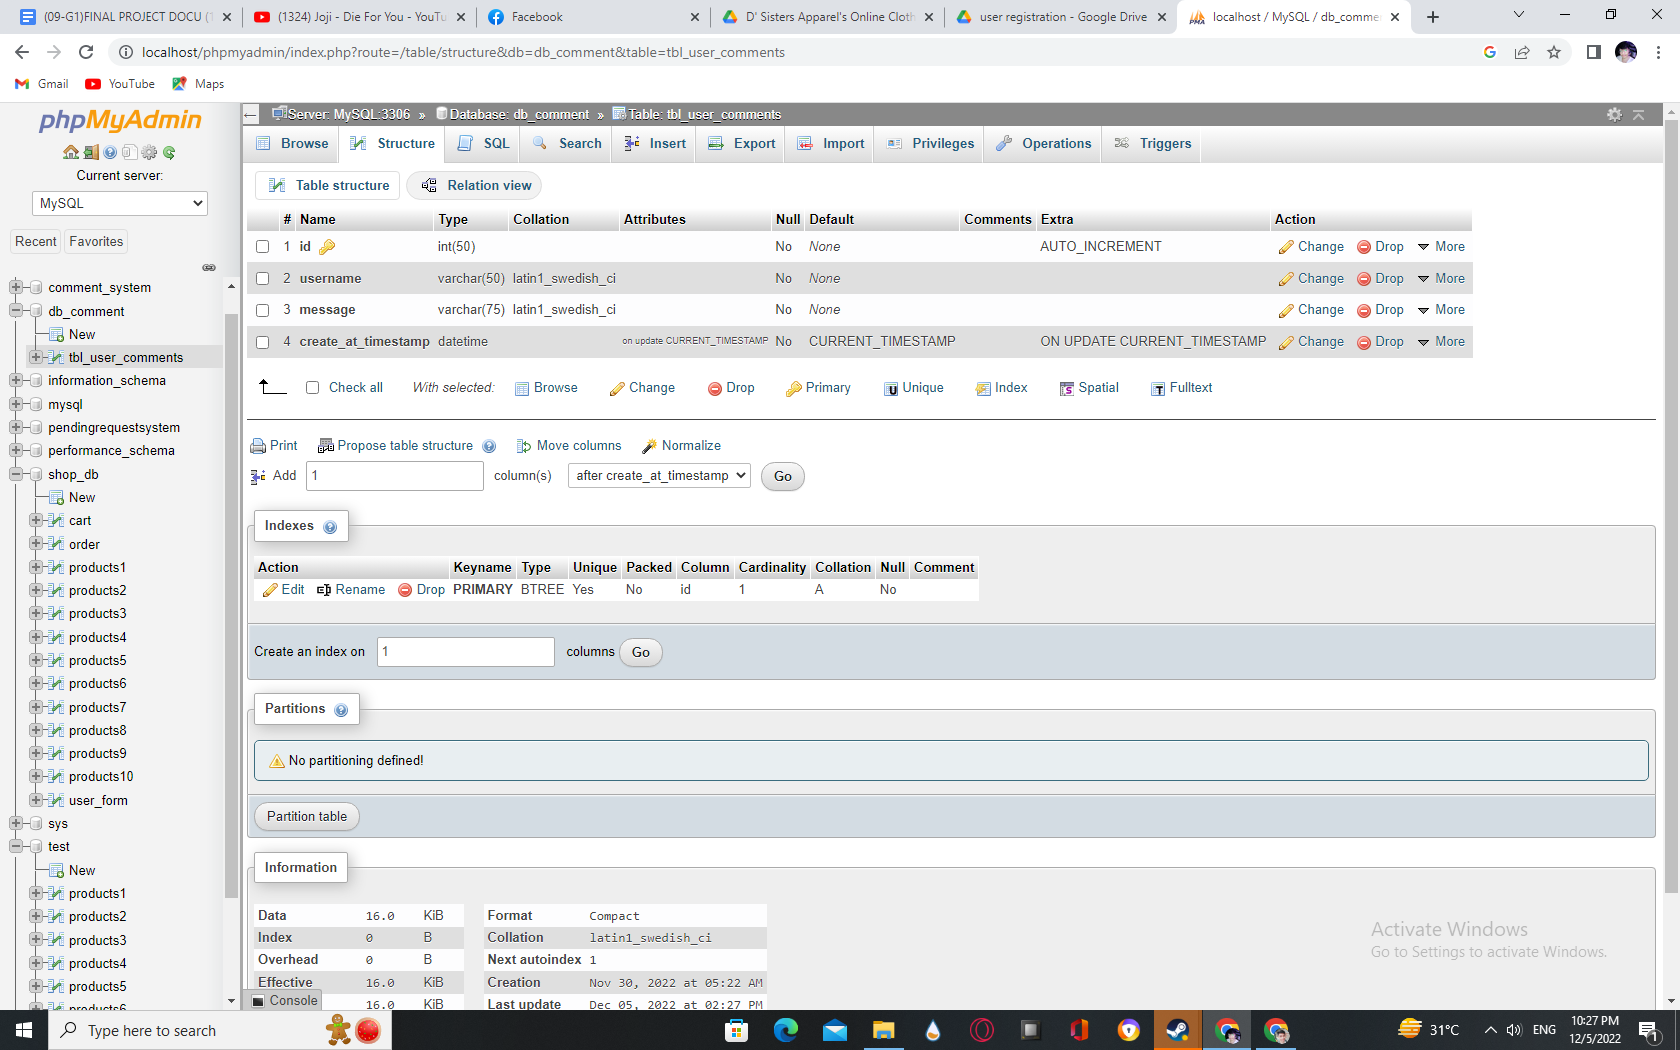 (09-G1)FINAL PROJECT DOCU (1
(1324) Joji - Die For You - YouTu
Facebook
D' Sisters Apparel's Online Cloth
user registration - Google Drive
localhost / MySQL / db_comme
localhost/phpmyadmin/index.php?route=/table/structure&db=db_comment&table=tbl_user_comments
Gmail
YouTube
Maps
phpMyAdmin
Current server:
MySQL
Recent
Favorites
comment_system
db_comment
New
tbl_user_comments
information_schema
mysql
pendingrequestsystem
performance_schema
shop_db
New
cart
order
products1
products2
products3
products4
products5
products6
products7
products8
products9
products10
user_form
sys
test
New
products1
products2
products3
products4
products5
products6
Server: MySQL:3306 » Database: db_comment » Table: tbl_user_comments
Browse Structure SQL Search Insert Export Import Privileges Operations Triggers
Table structure Relation view
# Name Type Collation Attributes Null Default Comments Extra Action
1 id int(50) No None AUTO_INCREMENT Change Drop More
2 username varchar(50) latin1_swedish_ci No None Change Drop More
3 message varchar(75) latin1_swedish_ci No None Change Drop More
4 create_at_timestamp datetime on update CURRENT_TIMESTAMP No CURRENT_TIMESTAMP ON UPDATE CURRENT_TIMESTAMP Change Drop More
Check all With selected: Browse Change Drop Primary Unique Index Spatial Fulltext
Print Propose table structure Move columns Normalize
Add 1 column(s) after create_at_timestamp Go
Indexes
Action Keyname Type Unique Packed Column Cardinality Collation Null Comment
Edit Rename Drop PRIMARY BTREE Yes No id 1 A No
Create an index on 1 columns Go
Partitions
No partitioning defined!
Partition table
Information
Data 16.0 KiB
Index 0 B
Overhead 0 B
Effective 16.0 KiB
16.0 KiB
Format Compact
Collation latin1_swedish_ci
Next autoindex 1
Creation Nov 30, 2022 at 05:22 AM
Last update Dec 05, 2022 at 02:27 PM
Console
Activate Windows
Go to Settings to activate Windows.
Type here to search
31°C
ENG
10:27 PM
12/5/2022
1